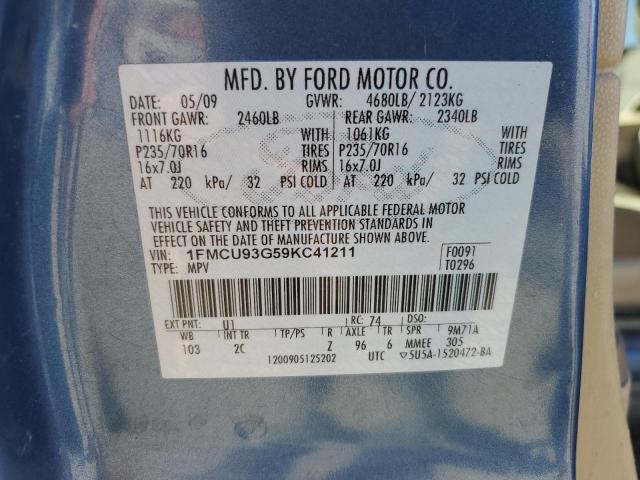 MFD. BY FORD MOTOR CO.
DATE: 05/09 GVWR: 4680LB/ 2123KG
FRONT GAWR: 2460LB REAR GAWR: 2340LB
1116KG WITH 1061KG WITH
P235/70R16 TIRES P235/70R16 TIRES
16x7.0J RIMS 16x7.0J RIMS
AT 220 kPa/ 32 PSI COLD AT 220 kPa/ 32 PSI COLD
THIS VEHICLE CONFORMS TO ALL APPLICABLE FEDERAL MOTOR
VEHICLE SAFETY AND THEFT PREVENTION STANDARDS IN
EFFECT ON THE DATE OF MANUFACTURE SHOWN ABOVE.
VIN: 1FMCU93G59KC41211 F0091
TYPE: MPV T0296
EXT PNT: U1 RC: 74 DSO:
WB INT TR TP/PS R AXLE TR SPR 9M71A
103 2C Z 96 6 MMEE 305
1200905125202 UTC ▽5U5A-1520472-BA